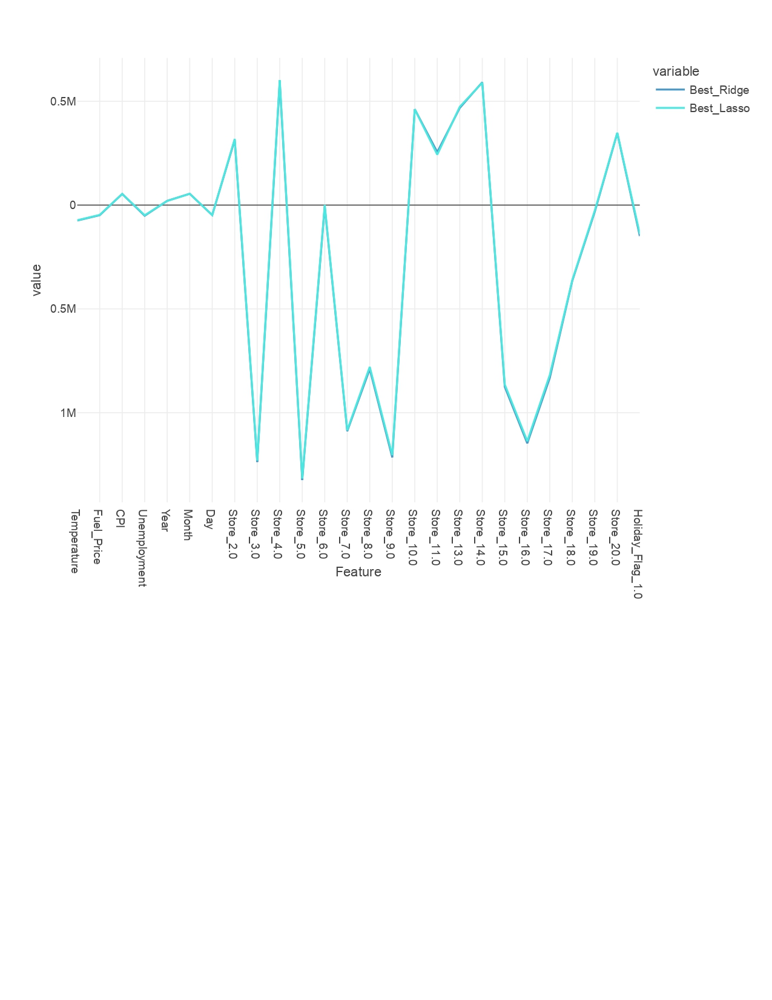 variable
Best_Ridge
Best_Lasso
0.5M
0
0.5M
1M
value
Temperature
Fuel_Price
CPI
Unemployment
Year
Month
Day
Store_2.0
Store_3.0
Store_4.0
Store_5.0
Store_6.0
Store_7.0
Store_8.0
Store_9.0
Store_10.0
Store_11.0
Store_13.0
Store_14.0
Store_15.0
Store_16.0
Store_17.0
Store_18.0
Store_19.0
Store_20.0
Holiday_Flag_1.0
Feature